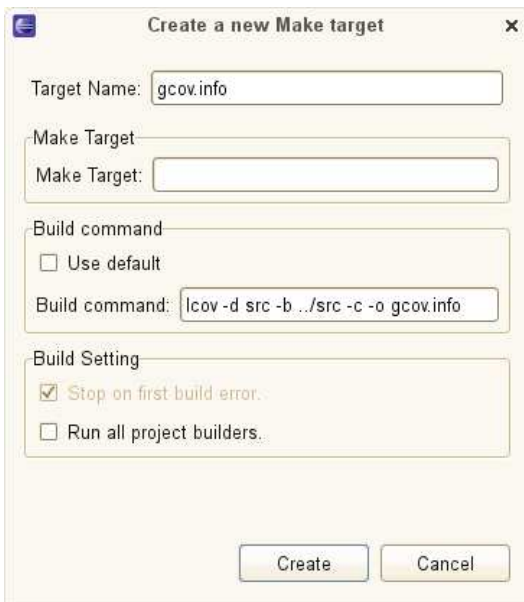 Create a new Make target
Target Name: gcov.info
Make Target
Make Target:
Build command
Use default
Build command: lcov -d src -b ../src -c -o gcov.info
Build Setting
Stop on first build error.
Run all project builders.
Create Cancel